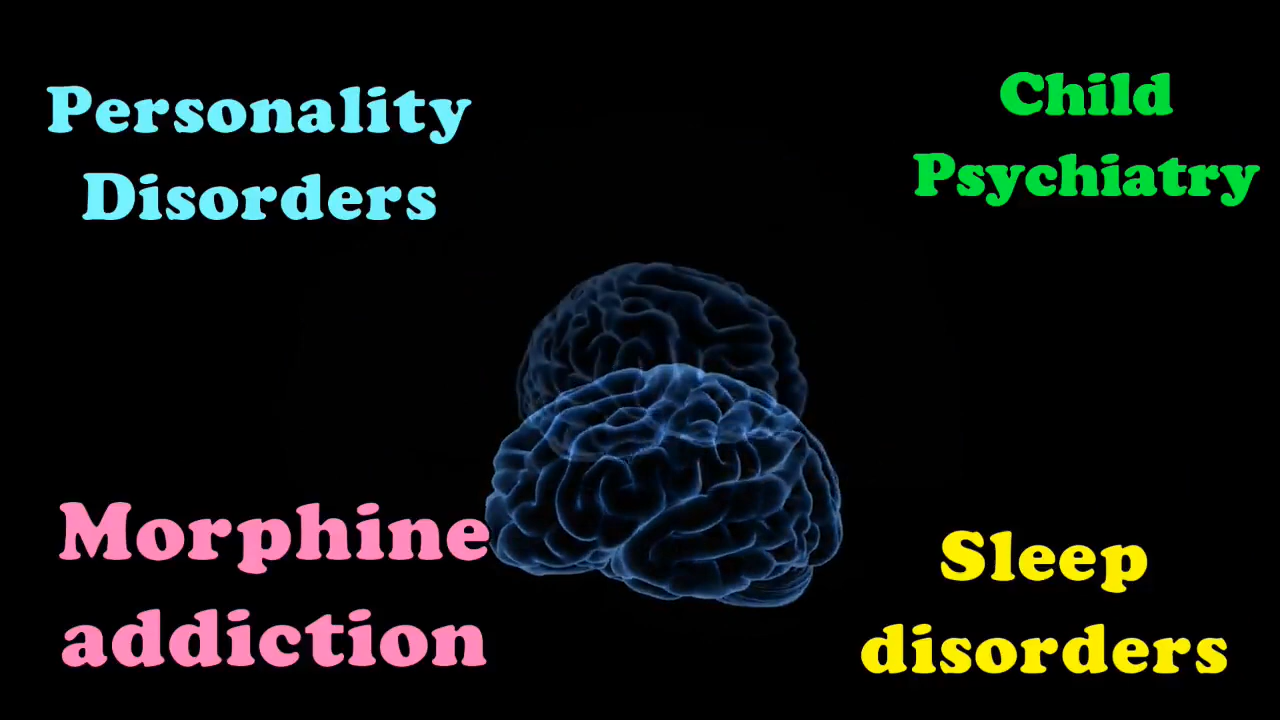 Personality
Disorders
Child
Psychiatry
Morphine
addiction
Sleep
disorders